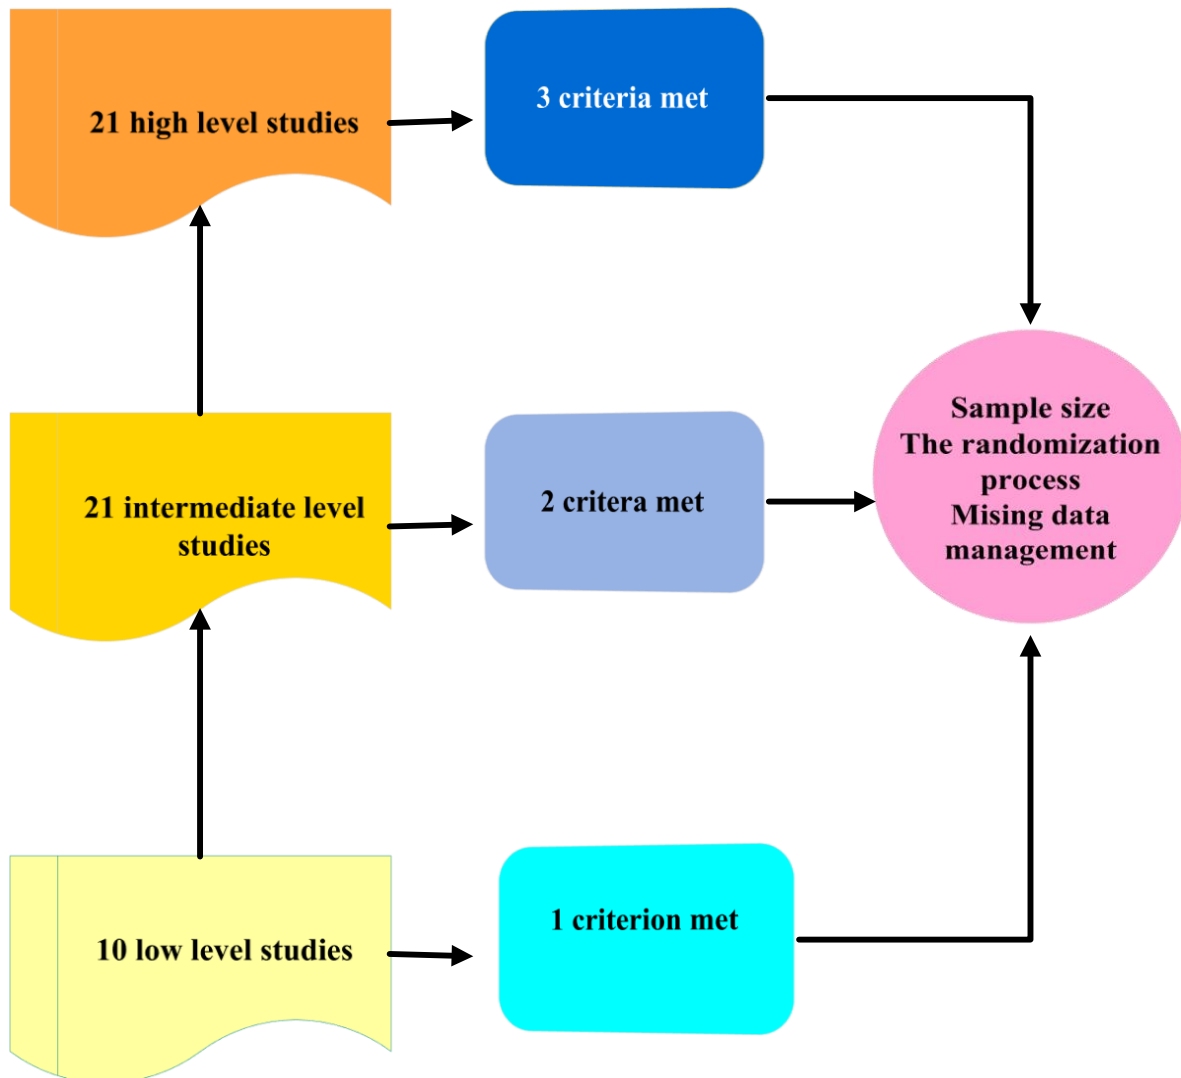 21 high level studies
3 criteria met
21 intermediate level
studies
2 critera met
Sample size
The randomization
process
Mising data
management
10 low level studies
1 criterion met